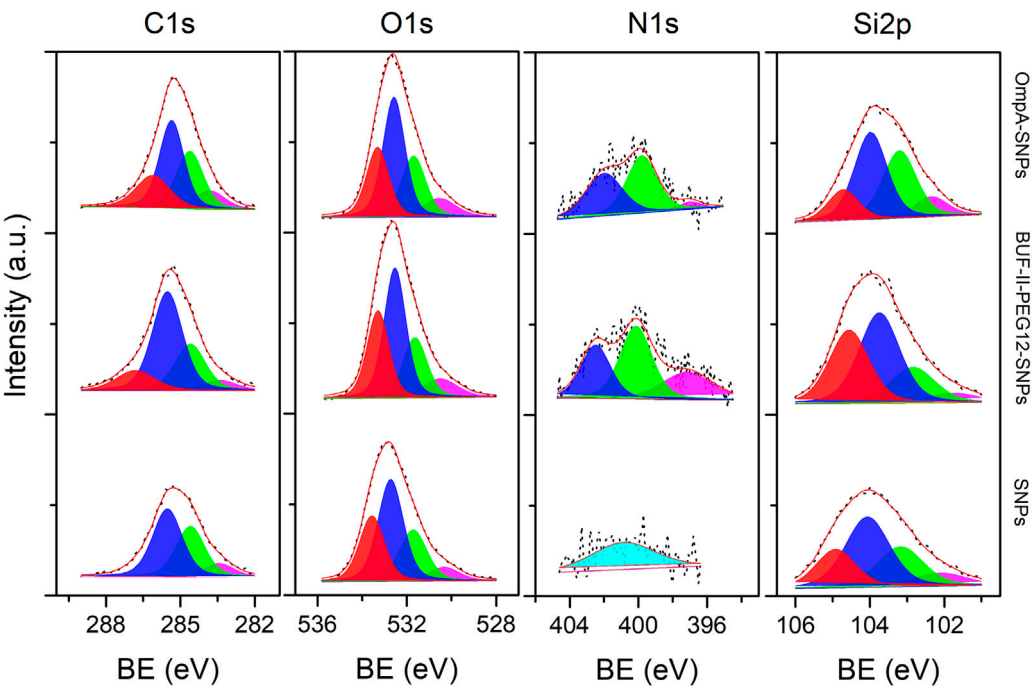 C1s O1s N1s Si2p
Intensity (a.u.)
OmpA-SNPs
BUF-II-PEG12-SNPs
SNPs
288 285 282 536 532 528 404 400 396 106 104 102
BE (eV) BE (eV) BE (eV) BE (eV)